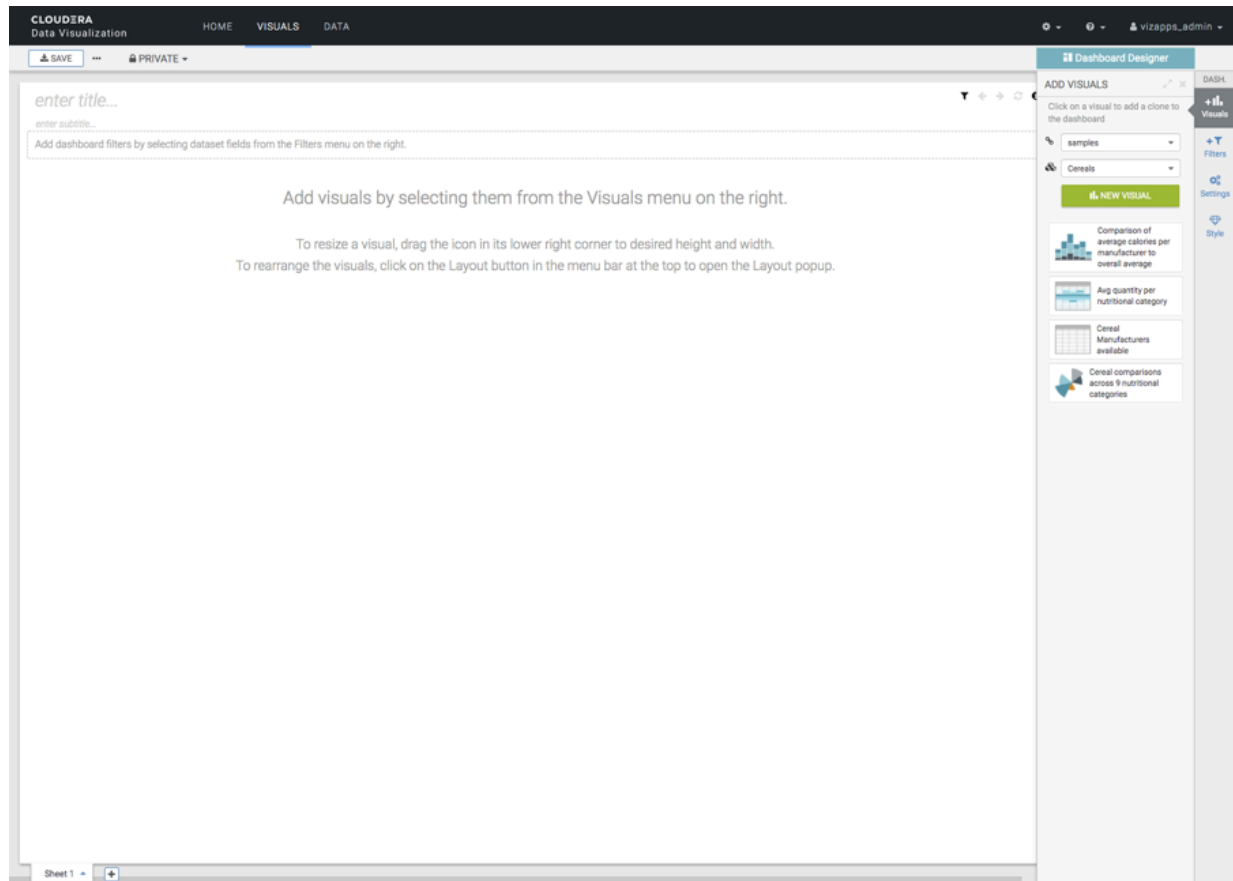 CLOUDERA
Data Visualization
HOME VISUALS DATA
vizapps_admin
SAVE
PRIVATE
Dashboard Designer
enter title...
enter subtitle...
Add dashboard filters by selecting dataset fields from the Filters menu on the right.
Add visuals by selecting them from the Visuals menu on the right.
To resize a visual, drag the icon in its lower right corner to desired height and width.
To rearrange the visuals, click on the Layout button in the menu bar at the top to open the Layout popup.
ADD VISUALS
Click on a visual to add a clone to
the dashboard
samples
Cereals
NEW VISUAL
Comparison of
average calories per
manufacturer to
overall average
Avg quantity per
nutritional category
Cereal
Manufacturers
available
Cereal comparisons
across 9 nutritional
categories
DASH.
Visuals
Filters
Settings
Style
Sheet 1